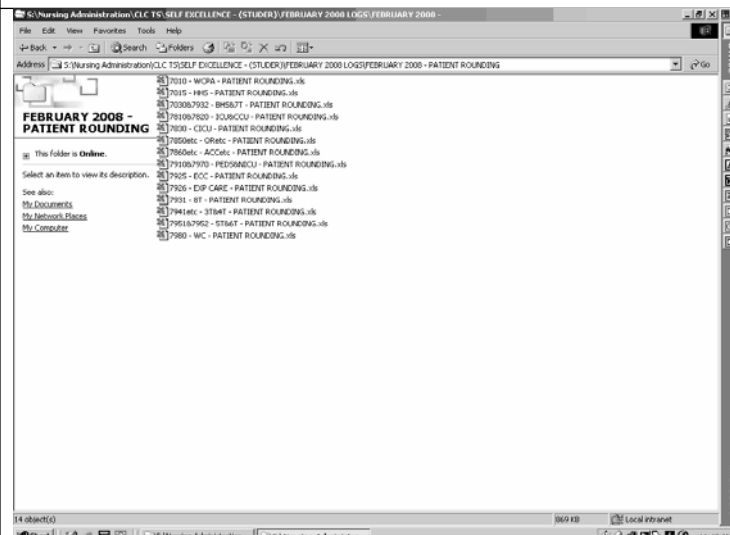 S:\Nursing Administration\CLC TS\SELF EXCELLENCE - (STUDER)\FEBRUARY 2008 LOGS\FEBRUARY 2008 -
File Edit View Favorites Tools Help
Back Search Folders
Address S:\Nursing Administration\CLC TS\SELF EXCELLENCE - (STUDER)\FEBRUARY 2008 LOGS\FEBRUARY 2008 - PATIENT ROUNDING Go
FEBRUARY 2008 -
PATIENT ROUNDING
This folder is Online.
Select an item to view its description.
See also:
My Documents
My Network Places
My Computer
7010 - WCPA - PATIENT ROUNDING.xls
7015 - HHS - PATIENT ROUNDING.xls
7030&7932 - BHS&7T - PATIENT ROUNDING.xls
7810&7820 - ICU&CCU - PATIENT ROUNDING.xls
7830 - CICU - PATIENT ROUNDING.xls
7850etc - ORetc - PATIENT ROUNDING.xls
7860etc - ACCetc - PATIENT ROUNDING.xls
7910&7970 - PEDS&NICU - PATIENT ROUNDING.xls
7925 - ECC - PATIENT ROUNDING.xls
7926 - EXP CARE - PATIENT ROUNDING.xls
7931 - 8T - PATIENT ROUNDING.xls
7941etc - 3T&4T - PATIENT ROUNDING.xls
7951&7952 - 5T&6T - PATIENT ROUNDING.xls
7980 - WC - PATIENT ROUNDING.xls
14 object(s) 869 KB Local intranet